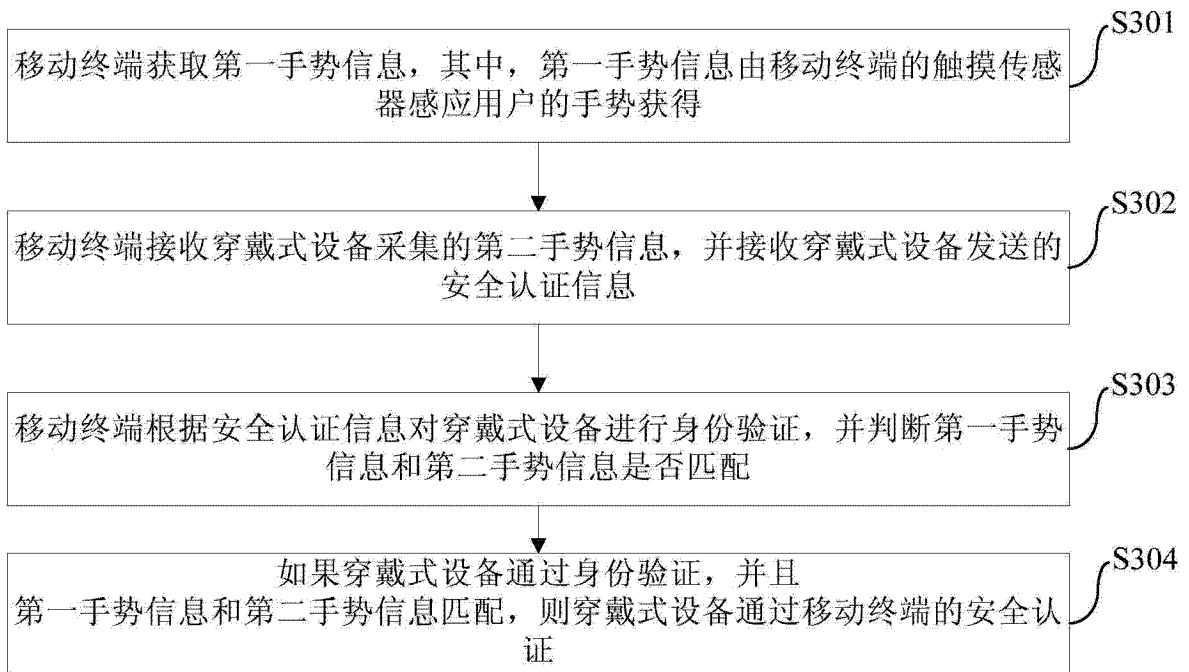 S301
移动终端获取第一手势信息，其中，第一手势信息由移动终端的触摸传感
器感应用户的手势获得
S302
移动终端接收穿戴式设备采集的第二手势信息，并接收穿戴式设备发送的
安全认证信息
S303
移动终端根据安全认证信息对穿戴式设备进行身份验证，并判断第一手势
信息和第二手势信息是否匹配
S304
如果穿戴式设备通过身份验证，并且
第一手势信息和第二手势信息匹配，则穿戴式设备通过移动终端的安全认
证